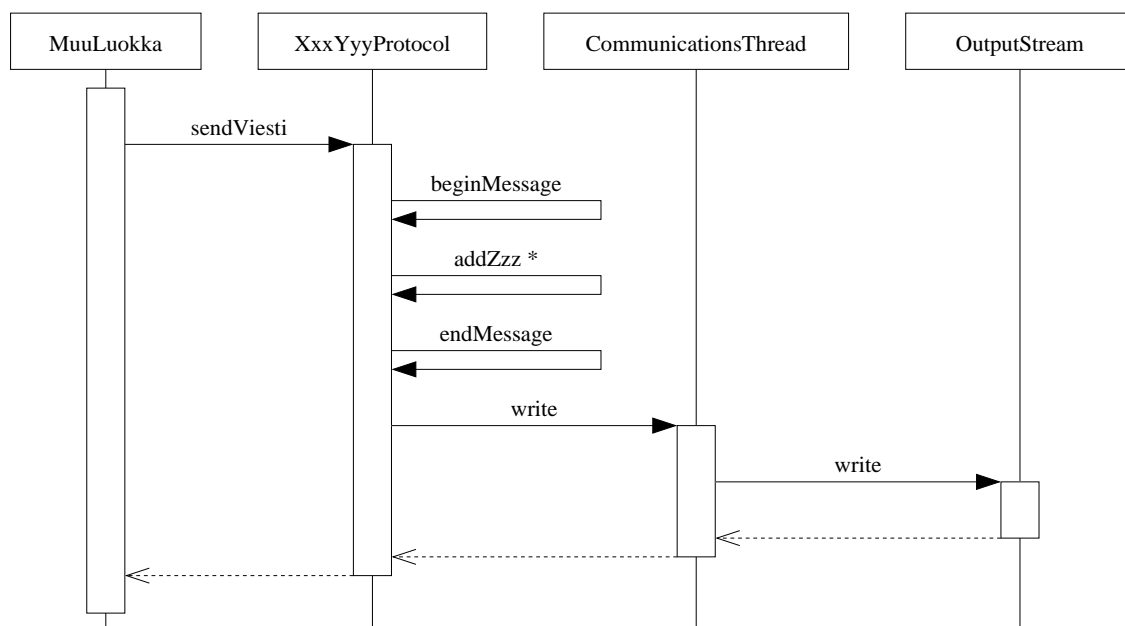 MuuLuokka
XxxYyyProtocol
CommunicationsThread
OutputStream
sendViesti
beginMessage
addZzz *
endMessage
write
write